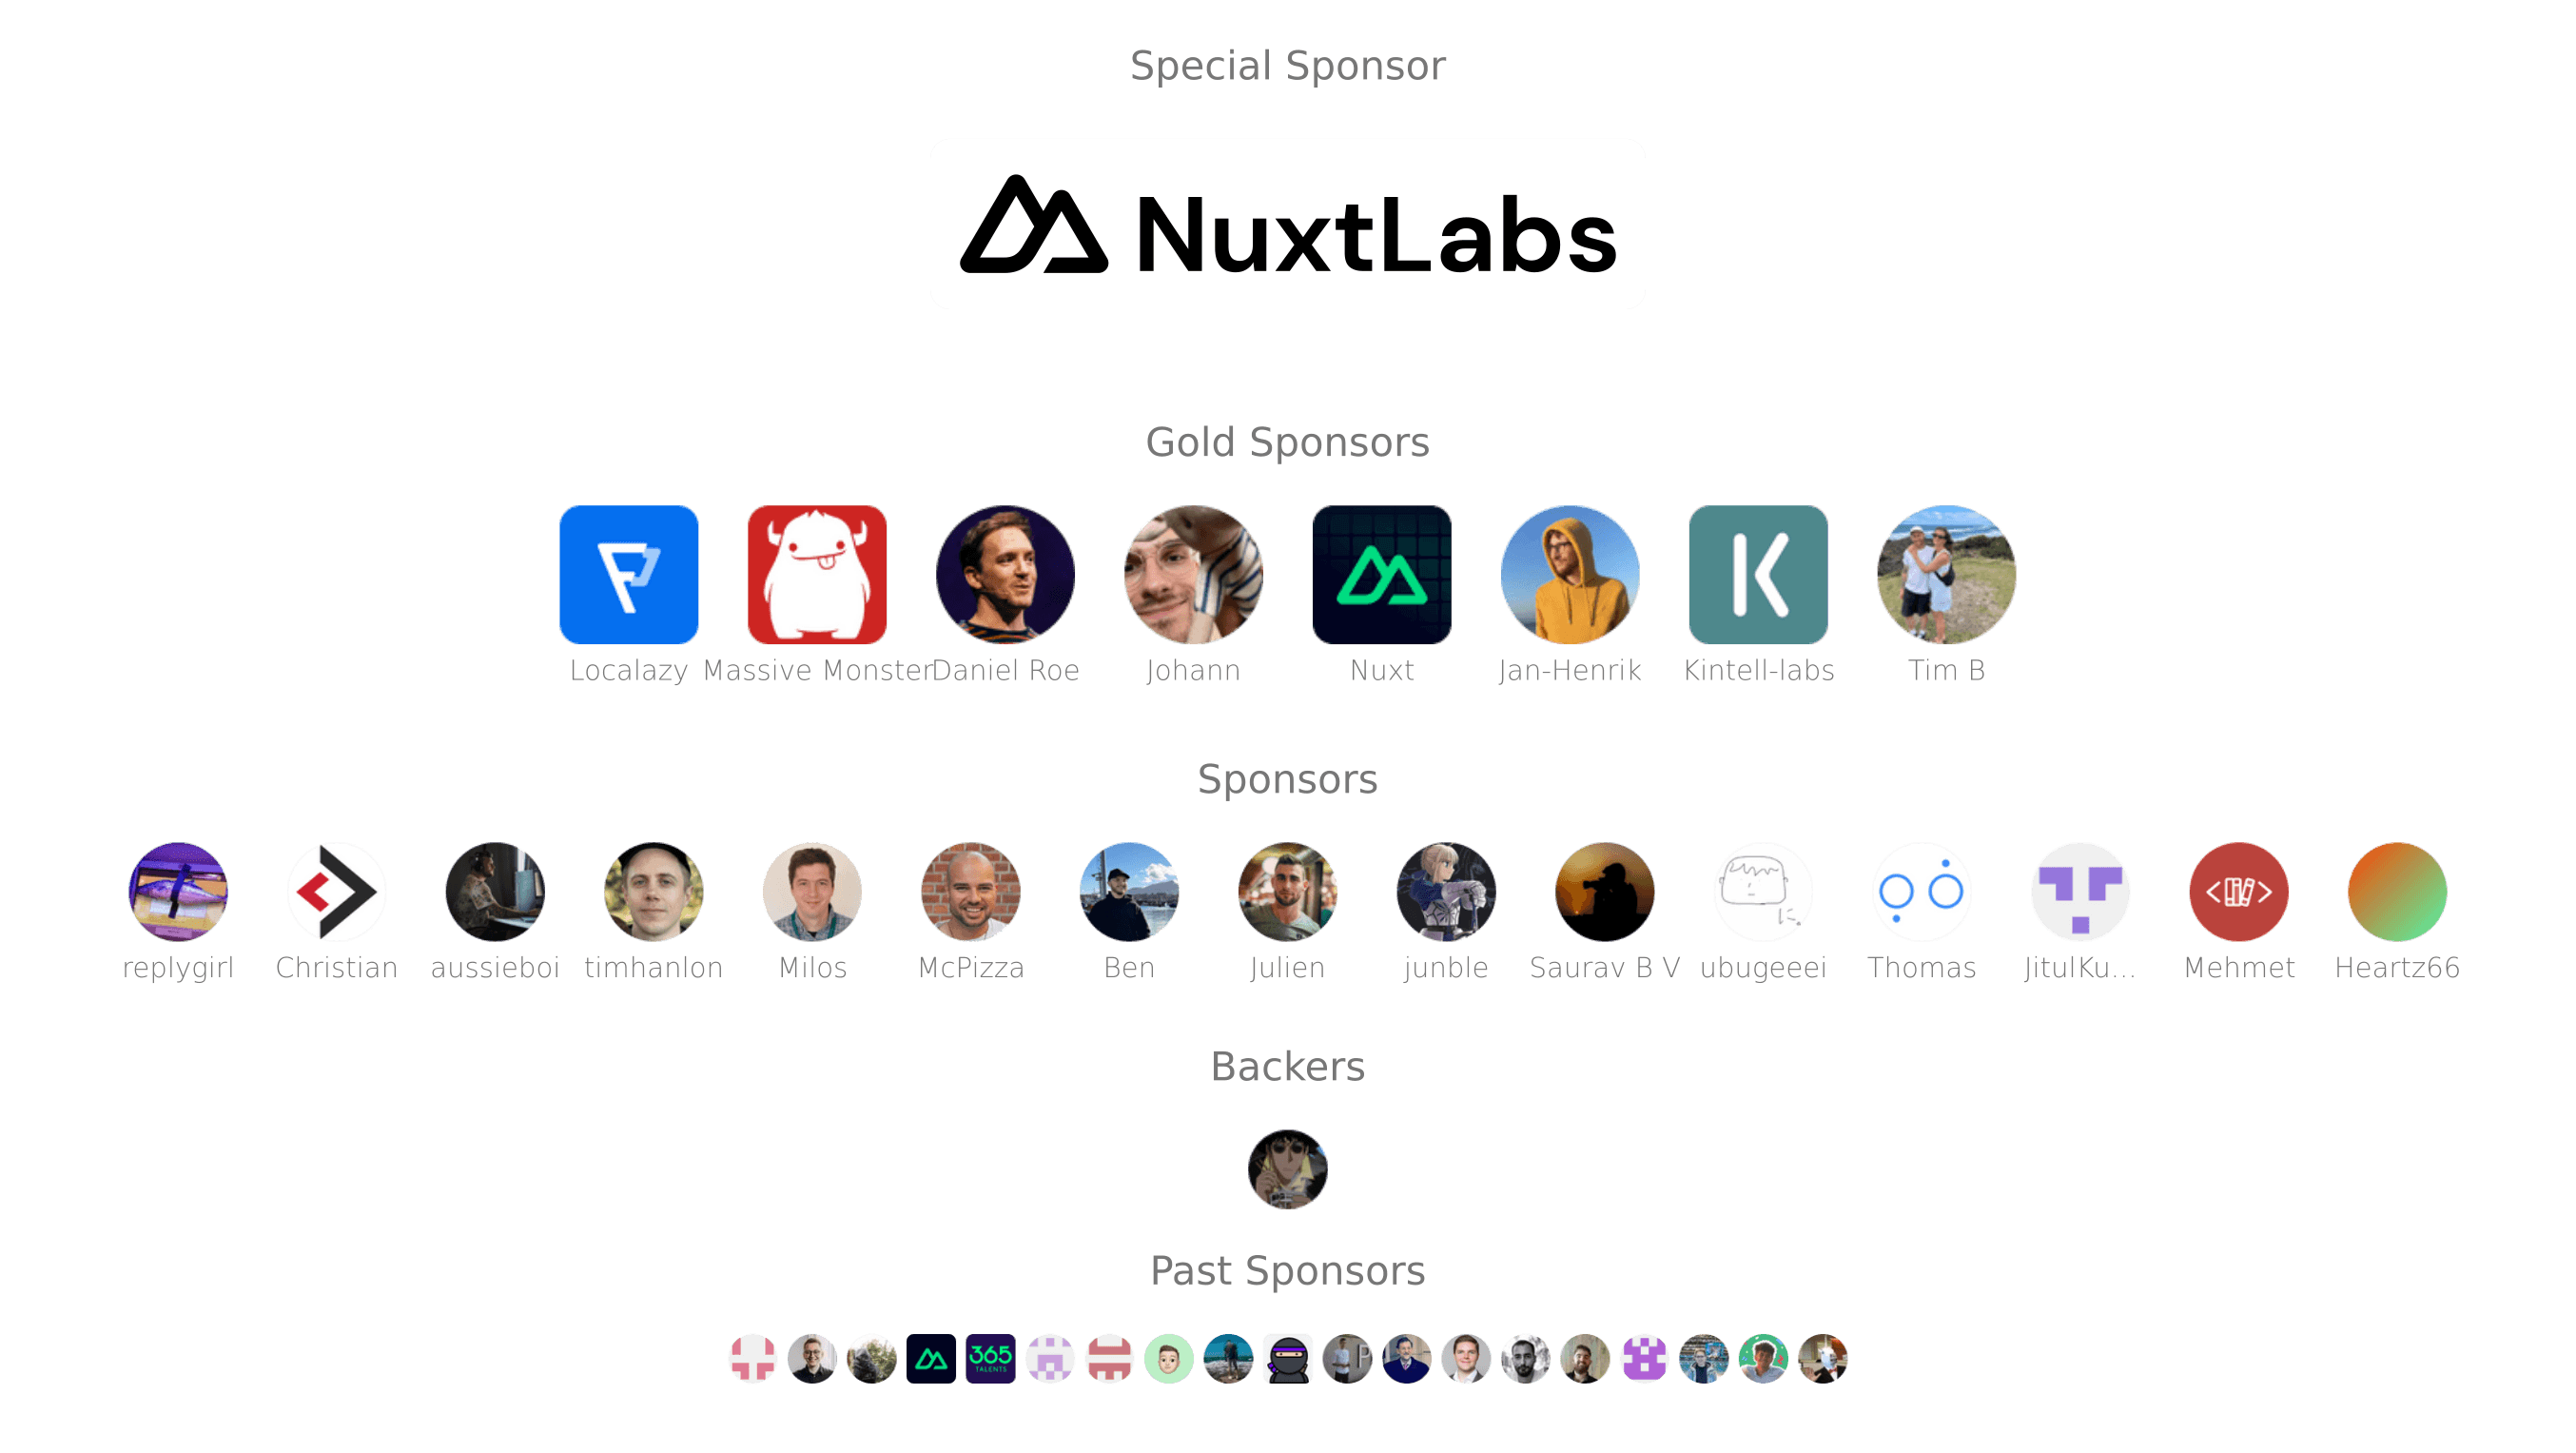 Special Sponsor
NuxtLabs
Gold Sponsors
Localazy Massive Monster Daniel Roe Johann Nuxt Jan-Henrik Kintell-labs Tim B
Sponsors
replygirl Christian aussieboi timhanlon Milos McPizza Ben Julien junble Saurav B V ubugeeei Thomas JitulKu... Mehmet Heartz66
Backers
Past Sponsors
365
TALENTS